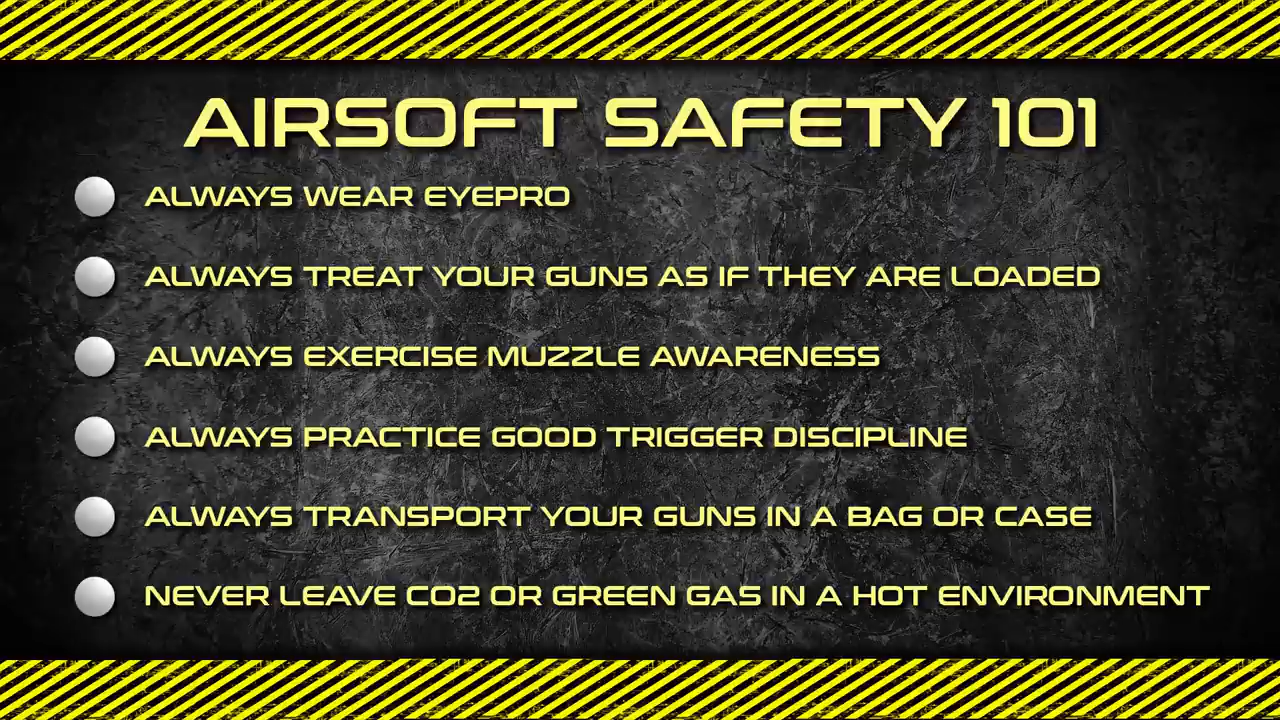 AIRSOFT SAFETY 101
ALWAYS WEAR EYEPRO
ALWAYS TREAT YOUR GUNS AS IF THEY ARE LOADED
ALWAYS EXERCISE MUZZLE AWARENESS
ALWAYS PRACTICE GOOD TRIGGER DISCIPLINE
ALWAYS TRANSPORT YOUR GUNS IN A BAG OR CASE
NEVER LEAVE CO2 OR GREEN GAS IN A HOT ENVIRONMENT